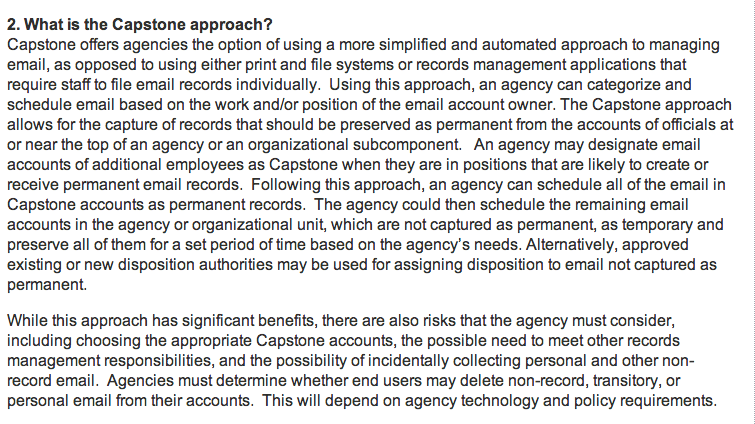 2. What is the Capstone approach?
Capstone offers agencies the option of using a more simplified and automated approach to managing
email, as opposed to using either print and file systems or records management applications that
require staff to file email records individually.  Using this approach, an agency can categorize and
schedule email based on the work and/or position of the email account owner. The Capstone approach
allows for the capture of records that should be preserved as permanent from the accounts of officials at
or near the top of an agency or an organizational subcomponent.   An agency may designate email
accounts of additional employees as Capstone when they are in positions that are likely to create or
receive permanent email records.  Following this approach, an agency can schedule all of the email in
Capstone accounts as permanent records.  The agency could then schedule the remaining email
accounts in the agency or organizational unit, which are not captured as permanent, as temporary and
preserve all of them for a set period of time based on the agency's needs. Alternatively, approved
existing or new disposition authorities may be used for assigning disposition to email not captured as
permanent.
While this approach has significant benefits, there are also risks that the agency must consider,
including choosing the appropriate Capstone accounts, the possible need to meet other records
management responsibilities, and the possibility of incidentally collecting personal and other non-
record email.  Agencies must determine whether end users may delete non-record, transitory, or
personal email from their accounts.  This will depend on agency technology and policy requirements.